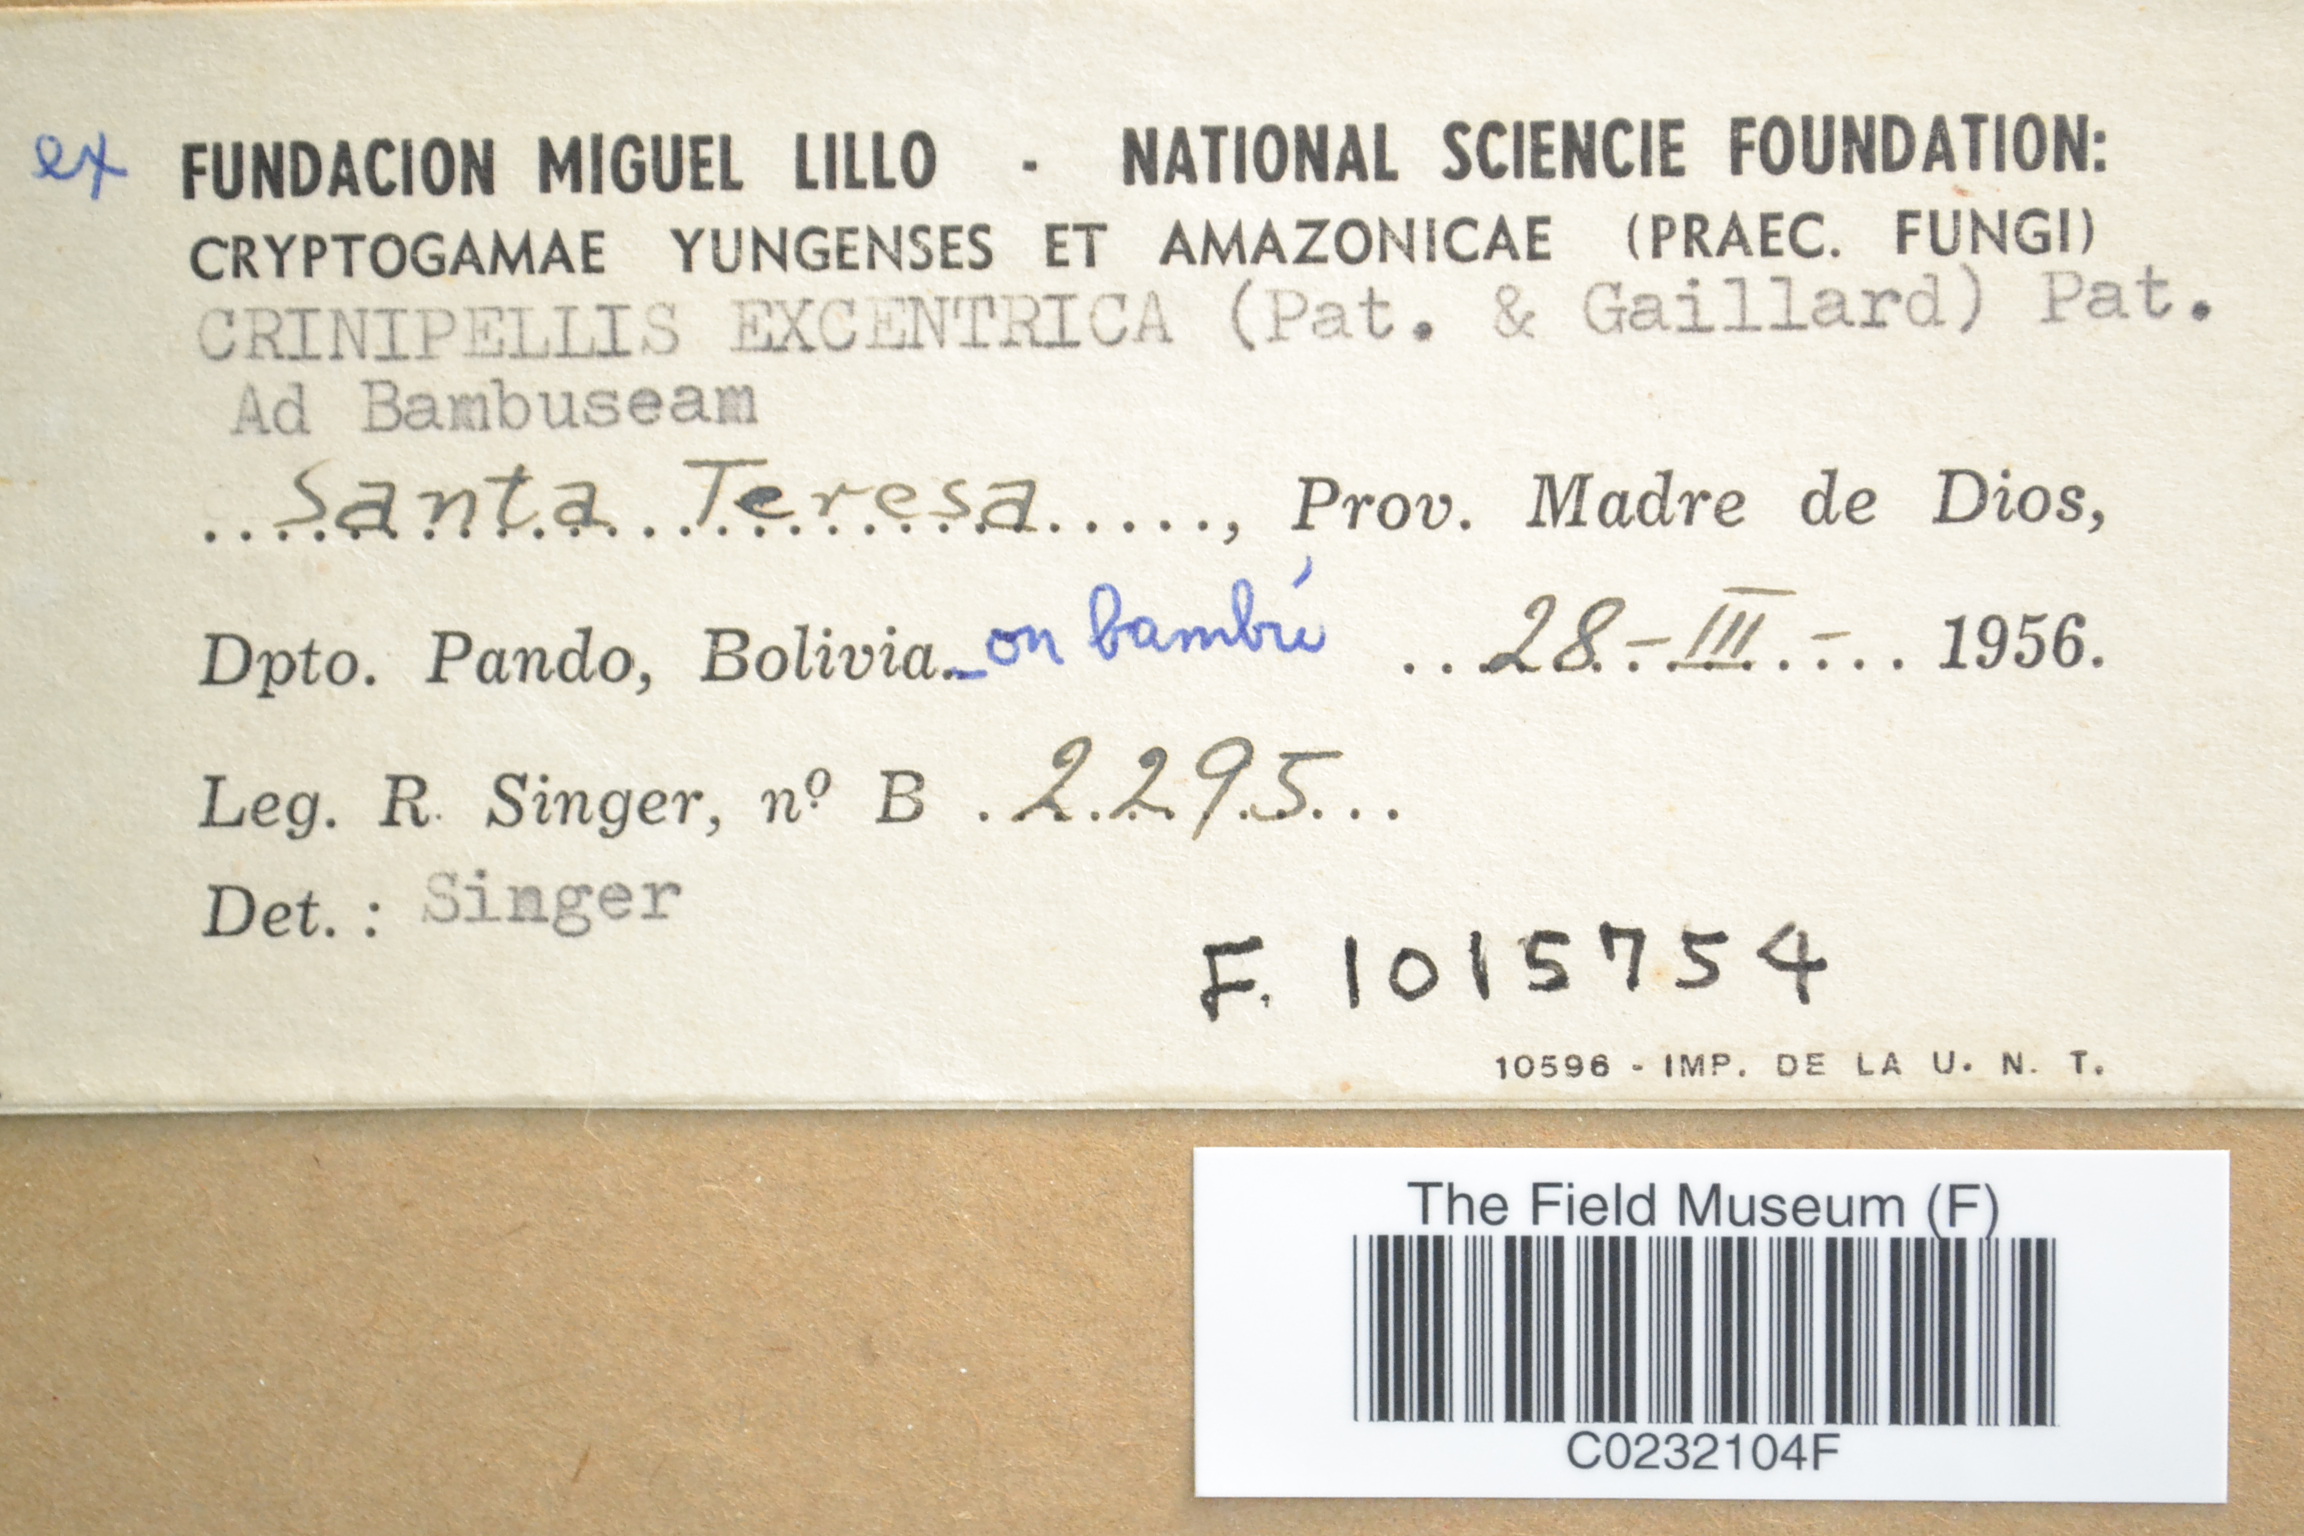 ex FUNDACION MIGUEL LILLO - NATIONAL SCIENCIE FOUNDATION:
CRYPTOGAMAE YUNGENSES ET AMAZONICAE (PRAEC. FUNGI)
CRINIPELLIS EXCENTRICA (Pat. & Gaillard) Pat.
Ad Bambuseam
Santa Teresa....., Prov. Madre de Dios,
Dpto. Pando, Bolivia. - on bambú ..28.-III.-... 1956.
Leg. R. Singer, nº B .2295...
Det.: Singer
F. 1015754
10596 - IMP. DE LA U. N. T.
The Field Museum (F)
C0232104F